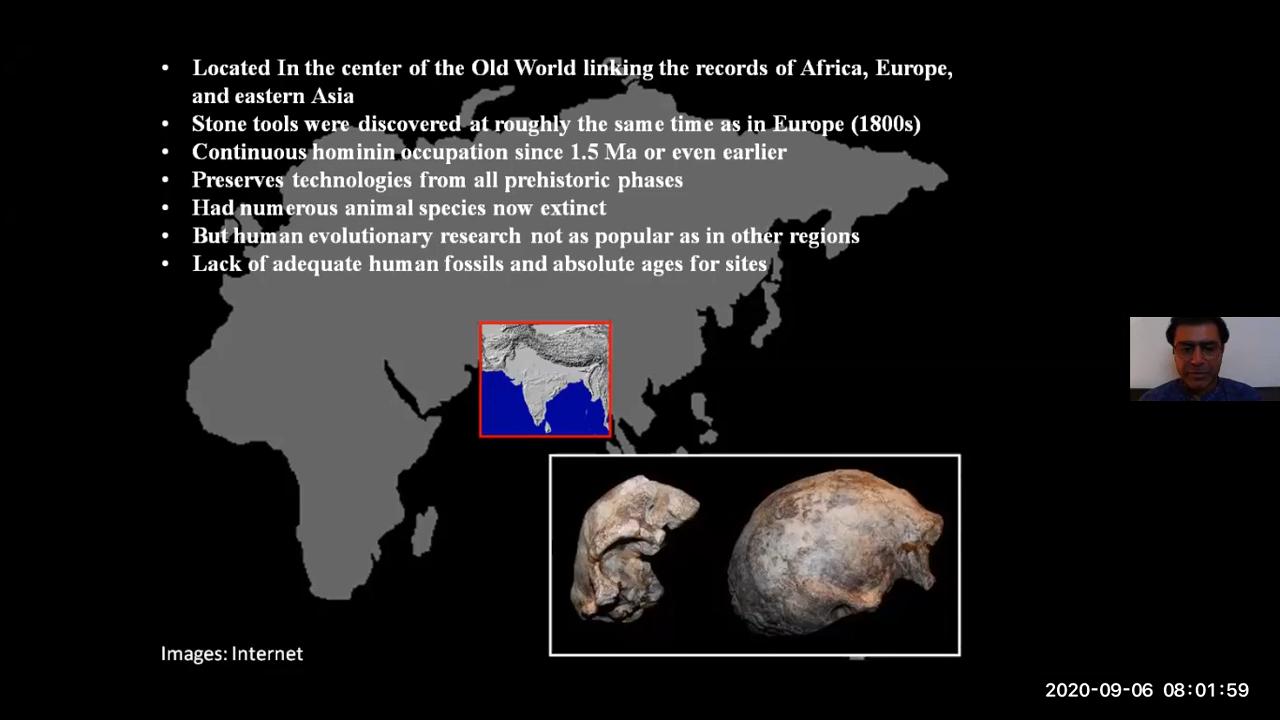 • Located In the center of the Old World linking the records of Africa, Europe,
and eastern Asia
• Stone tools were discovered at roughly the same time as in Europe (1800s)
• Continuous hominin occupation since 1.5 Ma or even earlier
• Preserves technologies from all prehistoric phases
• Had numerous animal species now extinct
• But human evolutionary research not as popular as in other regions
• Lack of adequate human fossils and absolute ages for sites
Images: Internet
2020-09-06 08:01:59